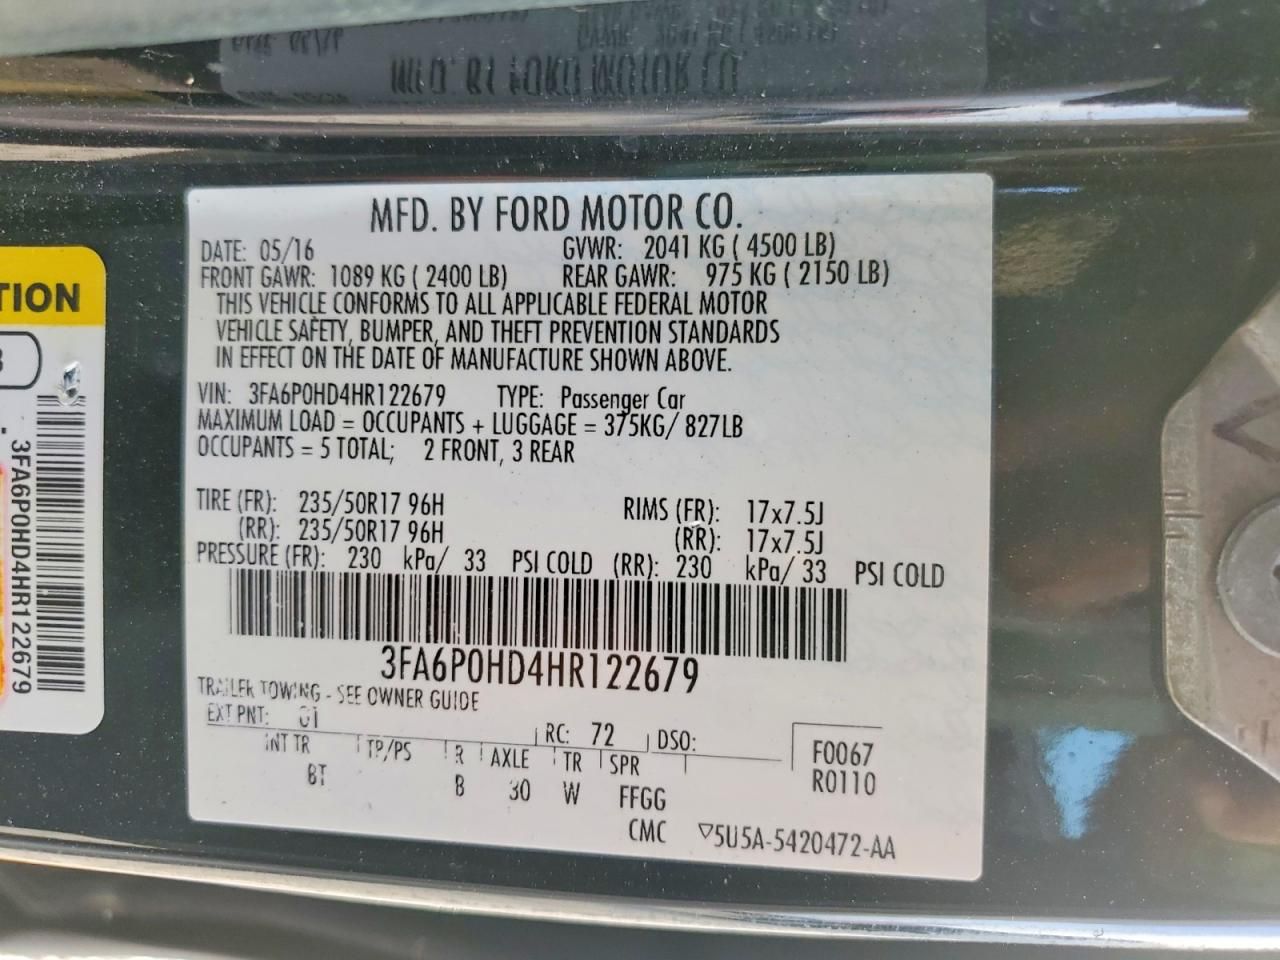 MFD. BY FORD MOTOR CO.
MFD. BY FORD MOTOR CO.
DATE: 05/16 GVWR: 2041 KG ( 4500 LB)
FRONT GAWR: 1089 KG ( 2400 LB) REAR GAWR: 975 KG ( 2150 LB)
THIS VEHICLE CONFORMS TO ALL APPLICABLE FEDERAL MOTOR
VEHICLE SAFETY, BUMPER, AND THEFT PREVENTION STANDARDS
IN EFFECT ON THE DATE OF MANUFACTURE SHOWN ABOVE.
VIN: 3FA6P0HD4HR122679 TYPE: Passenger Car
MAXIMUM LOAD = OCCUPANTS + LUGGAGE = 375KG/ 827LB
OCCUPANTS = 5 TOTAL; 2 FRONT, 3 REAR
TIRE (FR): 235/50R17 96H RIMS (FR): 17x7.5J
(RR): 235/50R17 96H (RR): 17x7.5J
PRESSURE (FR): 230 kPa/ 33 PSI COLD (RR): 230 kPa/ 33 PSI COLD
3FA6P0HD4HR122679
TRAILER TOWING - SEE OWNER GUIDE
EXT PNT: RC: 72 DSO:
INT TR TP/PS R AXLE TR SPR F0067
BT B 30 W FFGG R0110
CMC ▽5U5A-5420472-AA
TION
3FA6P0HD4HR122679